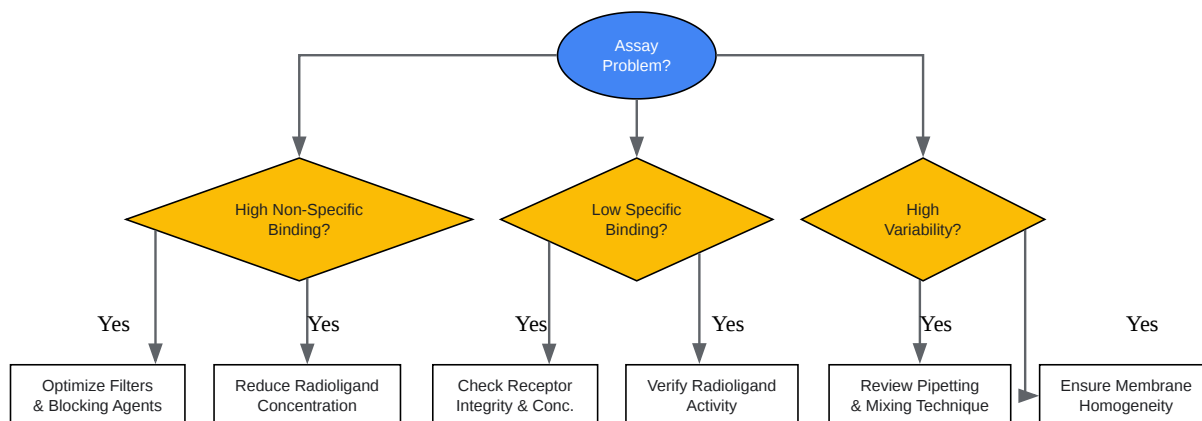 Assay
Problem?
High Non-Specific
Binding?
Low Specific
Binding?
High
Variability?
Yes
Yes
Yes
Yes
Yes
Yes
Optimize Filters
& Blocking Agents
Reduce Radioligand
Concentration
Check Receptor
Integrity & Conc.
Verify Radioligand
Activity
Review Pipetting
& Mixing Technique
Ensure Membrane
Homogeneity